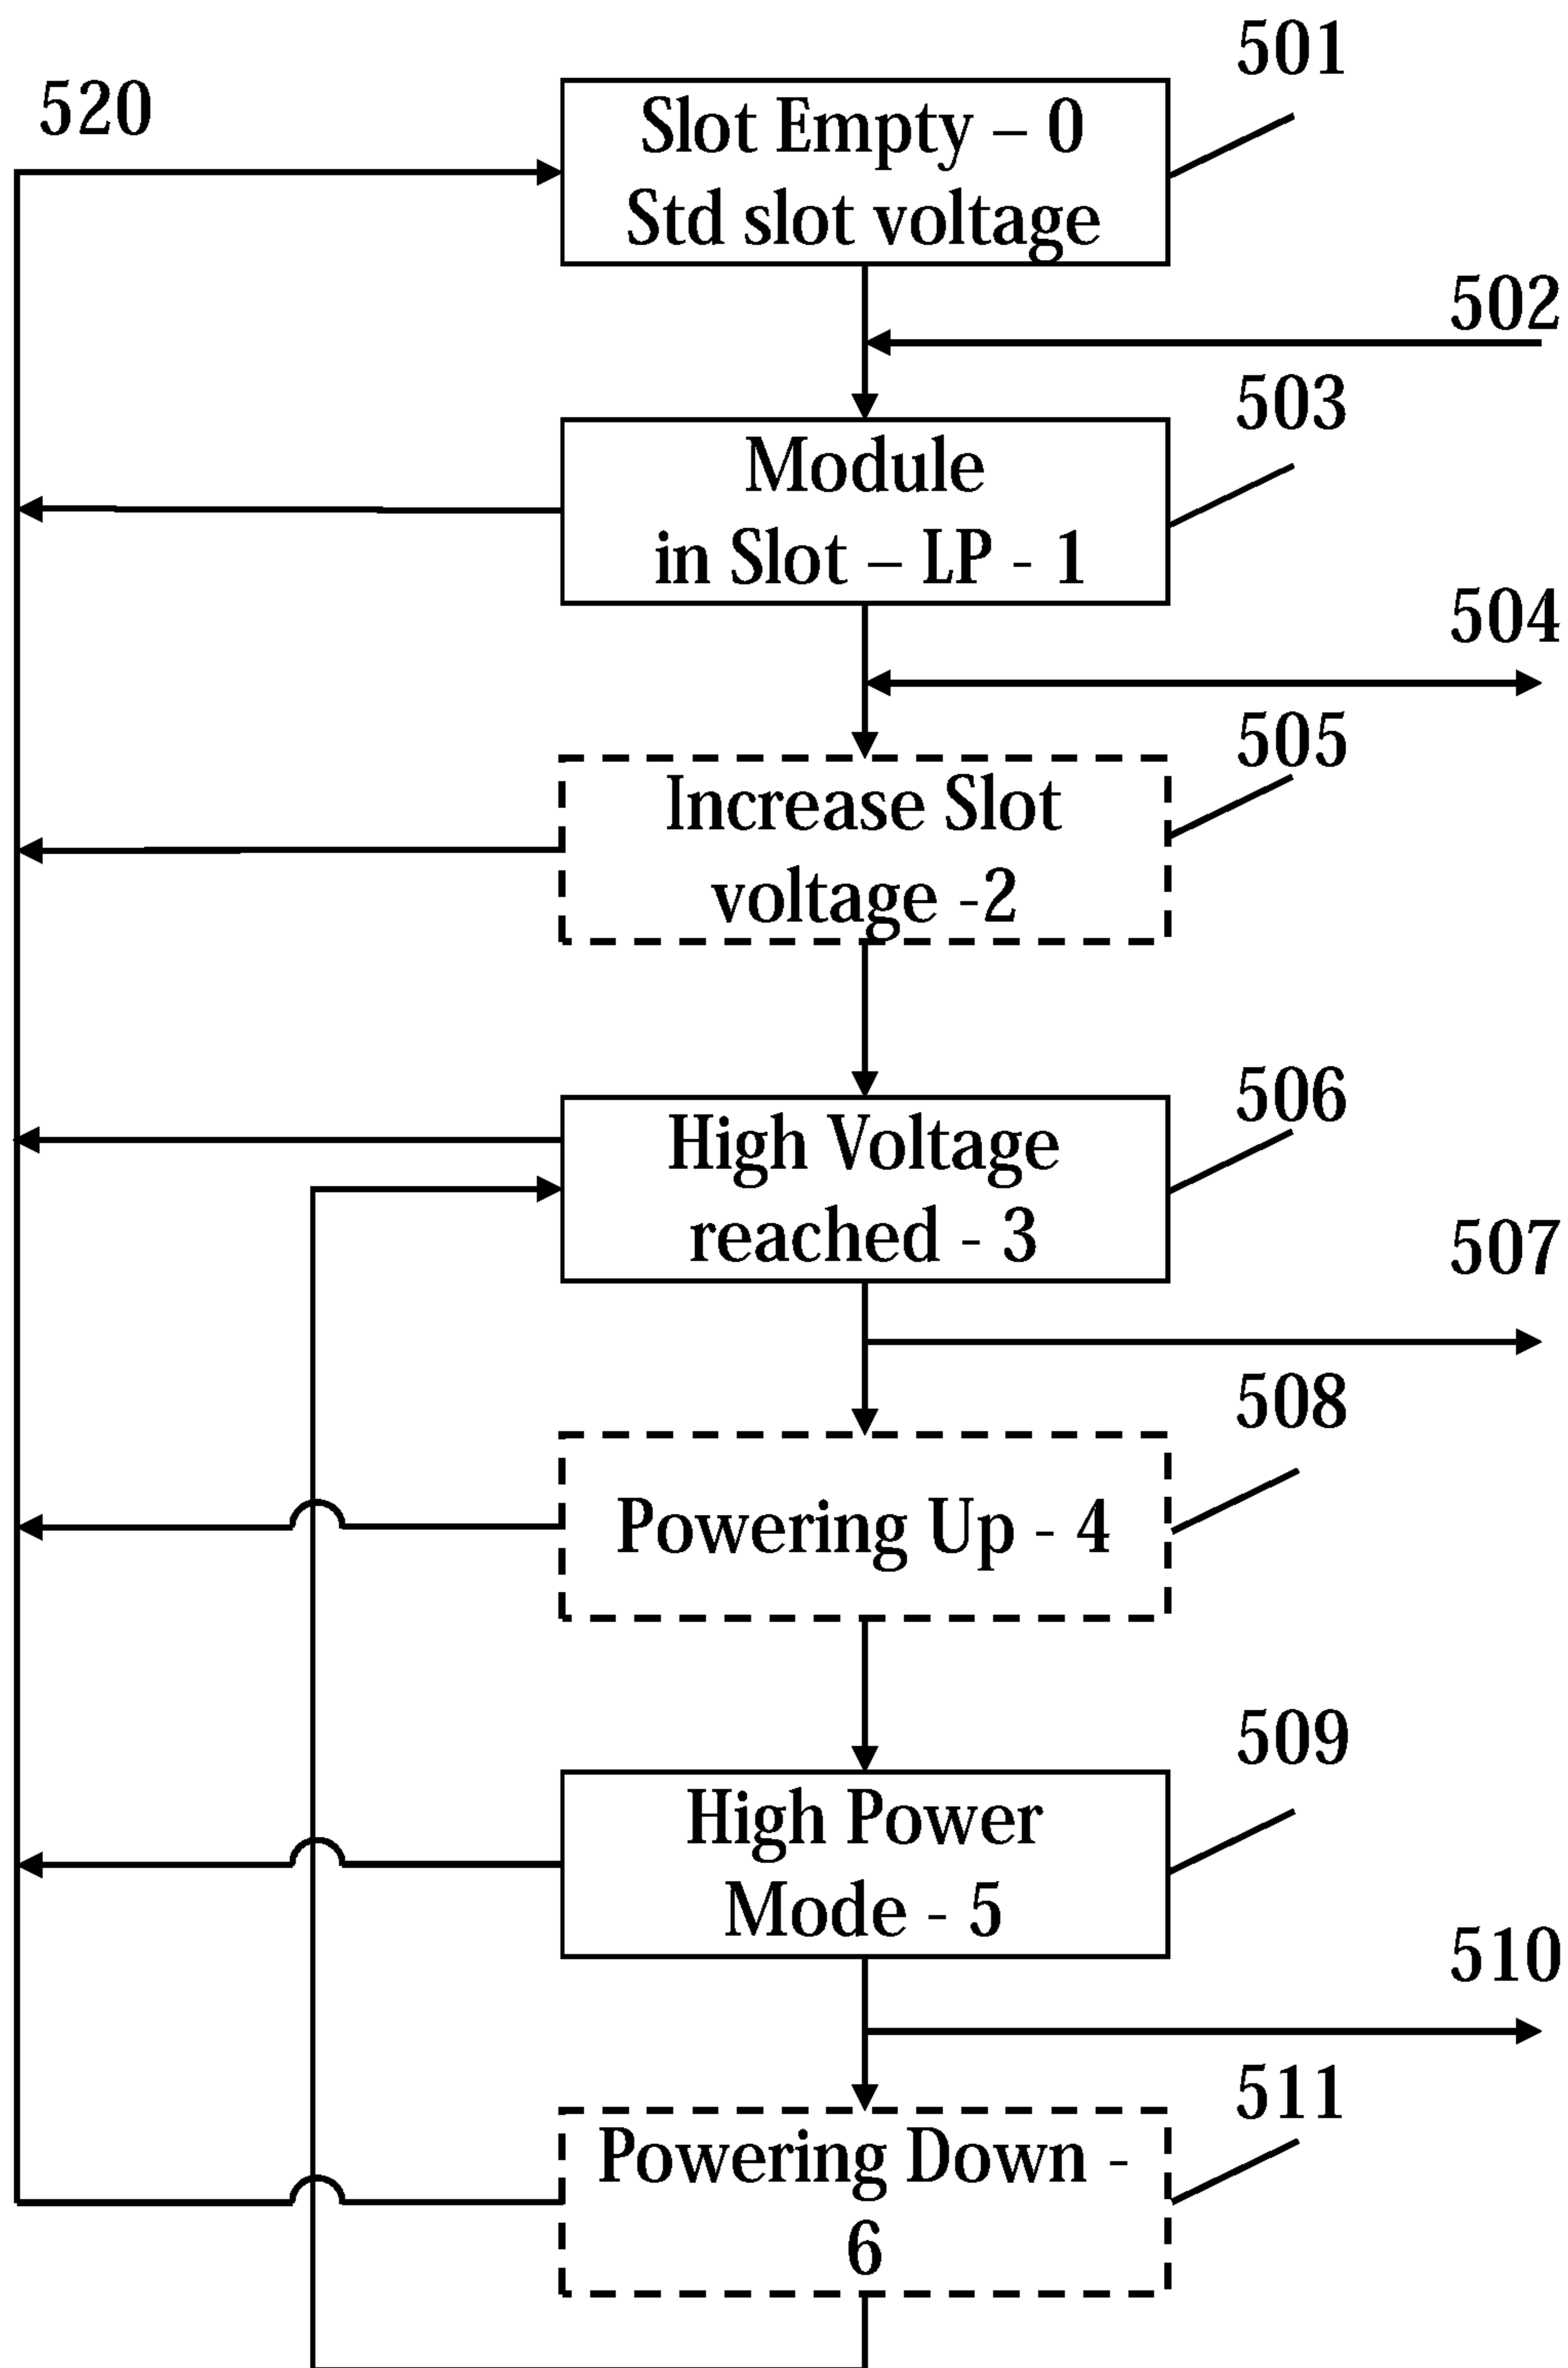 501
520
Slot Empty – 0
Std slot voltage
502
503
Module
in Slot – LP - 1
504
505
Increase Slot
voltage -2
506
High Voltage
reached - 3
507
508
Powering Up - 4
509
High Power
Mode - 5
510
511
Powering Down -
6